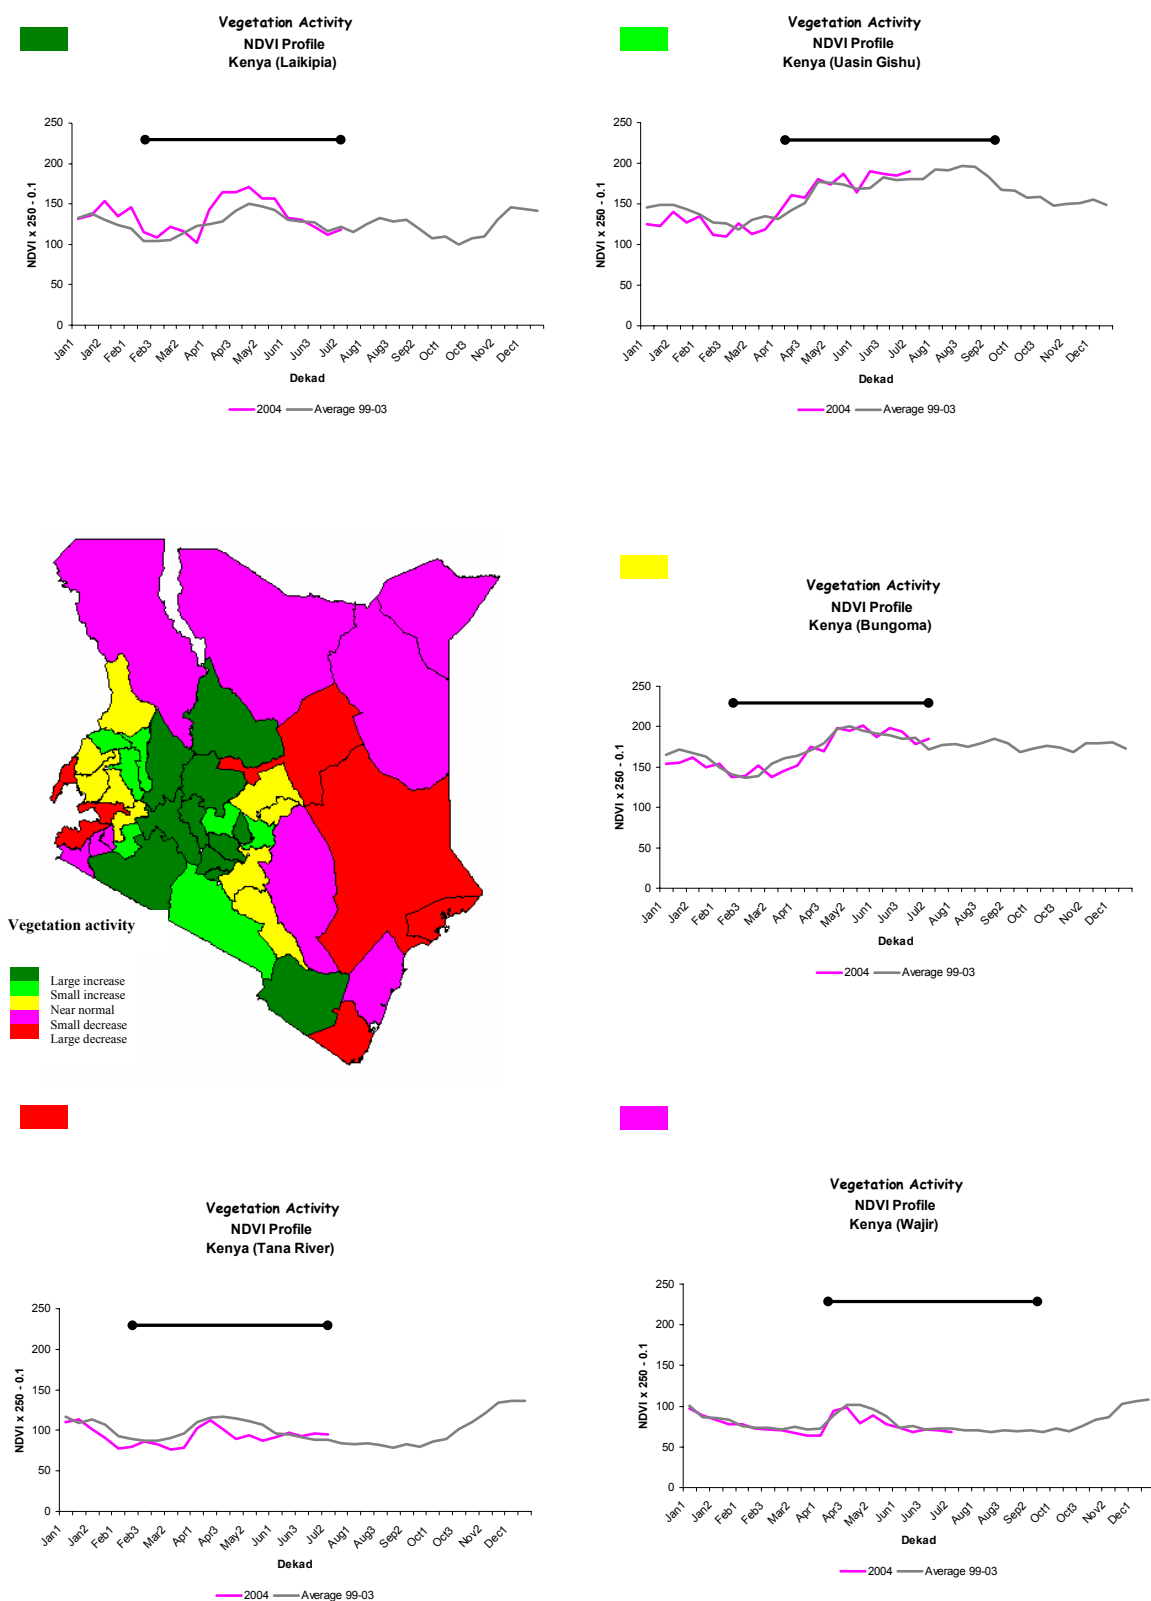 Vegetation Activity
NDVI Profile
Kenya (Laikipia)
250
200
150
100
50
0
NDVI x 250 - 0.1
Jan1 Jan2 Feb1 Feb3 Mar2 Apr1 Apr3 May2 Jun1 Jun3 Jul2 Aug1 Aug3 Sep2 Oct1 Oct3 Nov2 Dec1
Dekad
2004 Average 99-03
Vegetation Activity
NDVI Profile
Kenya (Uasin Gishu)
250
200
150
100
50
0
NDVI x 250 - 0.1
Jan1 Jan2 Feb1 Feb3 Mar2 Apr1 Apr3 May2 Jun1 Jun3 Jul2 Aug1 Aug3 Sep2 Oct1 Oct3 Nov2 Dec1
Dekad
2004 Average 99-03
Vegetation activity
Large increase
Small increase
Near normal
Small decrease
Large decrease
Vegetation Activity
NDVI Profile
Kenya (Bungoma)
250
200
150
100
50
0
NDVI x 250 - 0.1
Jan1 Jan2 Feb1 Feb3 Mar2 Apr1 Apr3 May2 Jun1 Jun3 Jul2 Aug1 Aug3 Sep2 Oct1 Oct3 Nov2 Dec1
Dekad
2004 Average 99-03
Vegetation Activity
NDVI Profile
Kenya (Tana River)
250
200
150
100
50
0
NDVI x 250 - 0.1
Jan1 Jan2 Feb1 Feb3 Mar2 Apr1 Apr3 May2 Jun1 Jun3 Jul2 Aug1 Aug3 Sep2 Oct1 Oct3 Nov2 Dec1
Dekad
2004 Average 99-03
Vegetation Activity
NDVI Profile
Kenya (Wajir)
250
200
150
100
50
0
NDVI x 250 - 0.1
Jan1 Jan2 Feb1 Feb3 Mar2 Apr1 Apr3 May2 Jun1 Jun3 Jul2 Aug1 Aug3 Sep2 Oct1 Oct3 Nov2 Dec1
Dekad
2004 Average 99-03